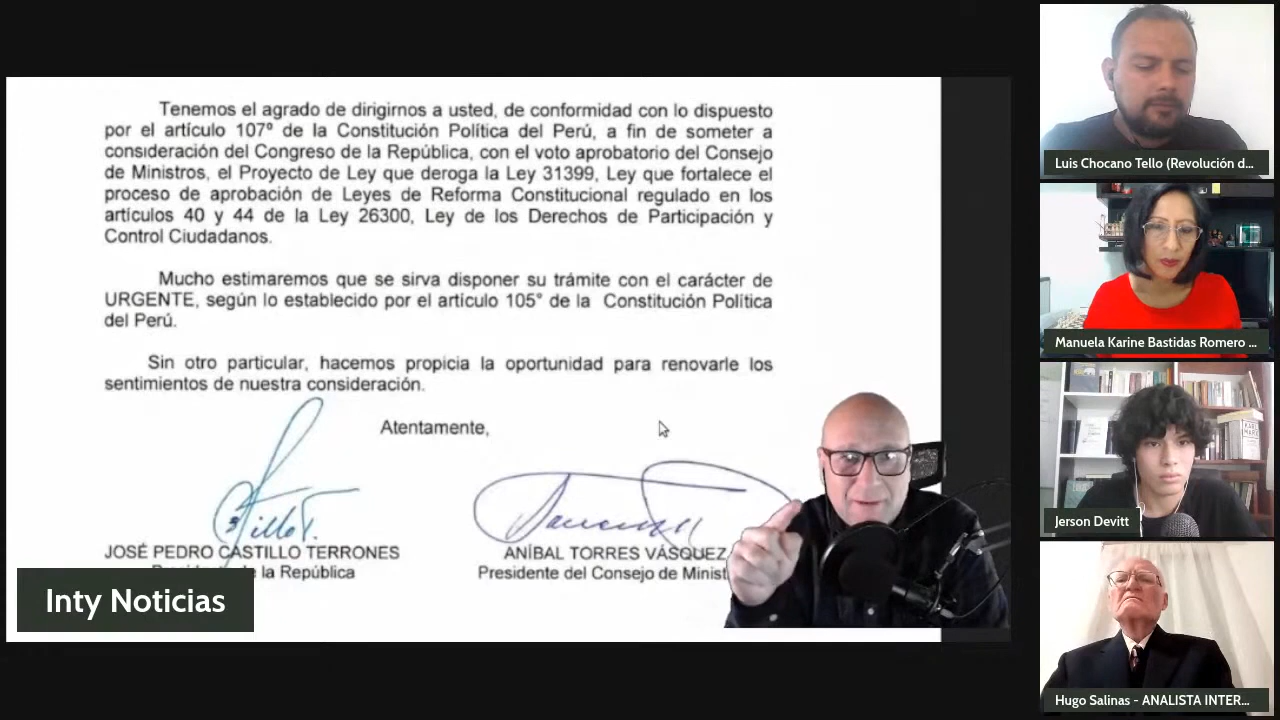 Tenemos el agrado de dirigirnos a usted, de conformidad con lo dispuesto
por el artículo 107º de la Constitución Política del Perú, a fin de someter a
consideración del Congreso de la República, con el voto aprobatorio del Consejo
de Ministros, el Proyecto de Ley que deroga la Ley 31399, Ley que fortalece el
proceso de aprobación de Leyes de Reforma Constitucional regulado en los
artículos 40 y 44 de la Ley 26300, Ley de los Derechos de Participación y
Control Ciudadanos.
Mucho estimaremos que se sirva disponer su trámite con el carácter de
URGENTE, según lo establecido por el artículo 105° de la Constitución Política
del Perú.
Sin otro particular, hacemos propicia la oportunidad para renovarle los
sentimientos de nuestra consideración.
Atentamente,
JOSÉ PEDRO CASTILLO TERRONES
la República
ANÍBAL TORRES VÁSQUEZ
Presidente del Consejo de Minist
Inty Noticias
Luis Chocano Tello (Revolución d...
Manuela Karine Bastidas Romero ...
KARL MARX
Jerson Devitt
Hugo Salinas - ANALISTA INTER...